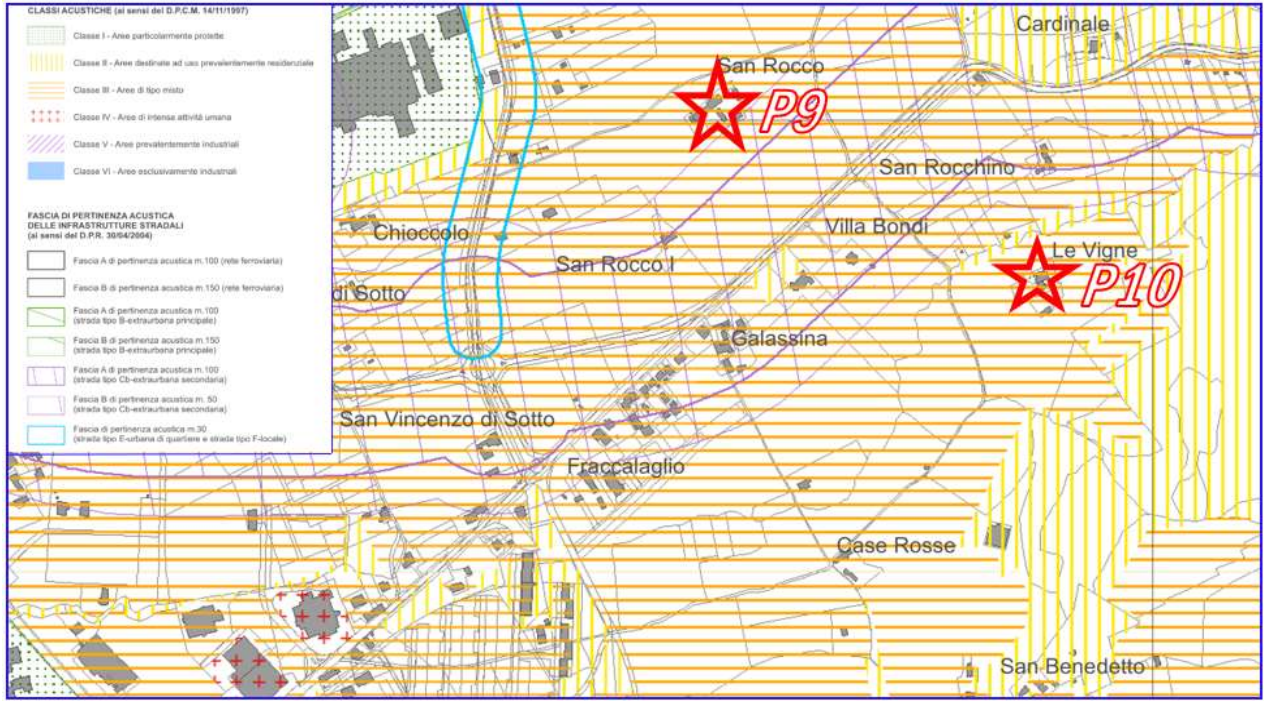 CLASSI ACUSTICHE (ai sensi del D.P.C.M. 14/11/1997)
Classe I - Aree particolarmente protette
Classe II - Aree destinate ad uso prevalentemente residenziale
Classe III - Aree di tipo misto
Classe IV - Aree di intensa attività umana
Classe V - Aree prevalentemente industriali
Classe VI - Aree esclusivamente industriali
FASCIA DI PERTINENZA ACUSTICA
DELLE INFRASTRUTTURE STRADALI
(ai sensi del D.P.R. 30/04/2004)
Fascia A di pertinenza acustica m.100 (rete ferroviaria)
Fascia B di pertinenza acustica m.150 (rete ferroviaria)
Fascia A di pertinenza acustica m.100
(strada tipo B-extraurbana principale)
Fascia B di pertinenza acustica m.150
(strada tipo B-extraurbana principale)
Fascia A di pertinenza acustica m.100
(strada tipo Cb-extraurbana secondaria)
Fascia B di pertinenza acustica m. 50
(strada tipo Cb-extraurbana secondaria)
Fascia di pertinenza acustica m.30
(strada tipo E-urbana di quartiere e strada tipo F-locale)
Cardinale
San Rocco
P9
San Rocchino
Chioccolo
Villa Bondi
Le Vigne
San Rocco I
P10
di Sotto
Galassina
San Vincenzo di Sotto
Fraccalaglio
Case Rosse
San Benedetto